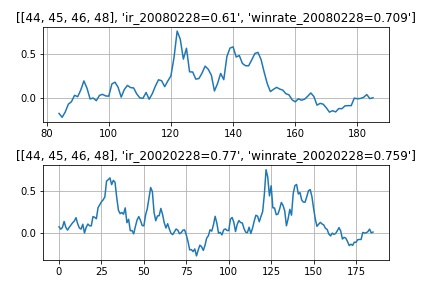 [[44, 45, 46, 48], 'ir_20080228=0.61', 'winrate_20080228=0.709']
0.5
0.0
80 100 120 140 160 180
[[44, 45, 46, 48], 'ir_20020228=0.77', 'winrate_20020228=0.759']
0.5
0.0
0 25 50 75 100 125 150 175